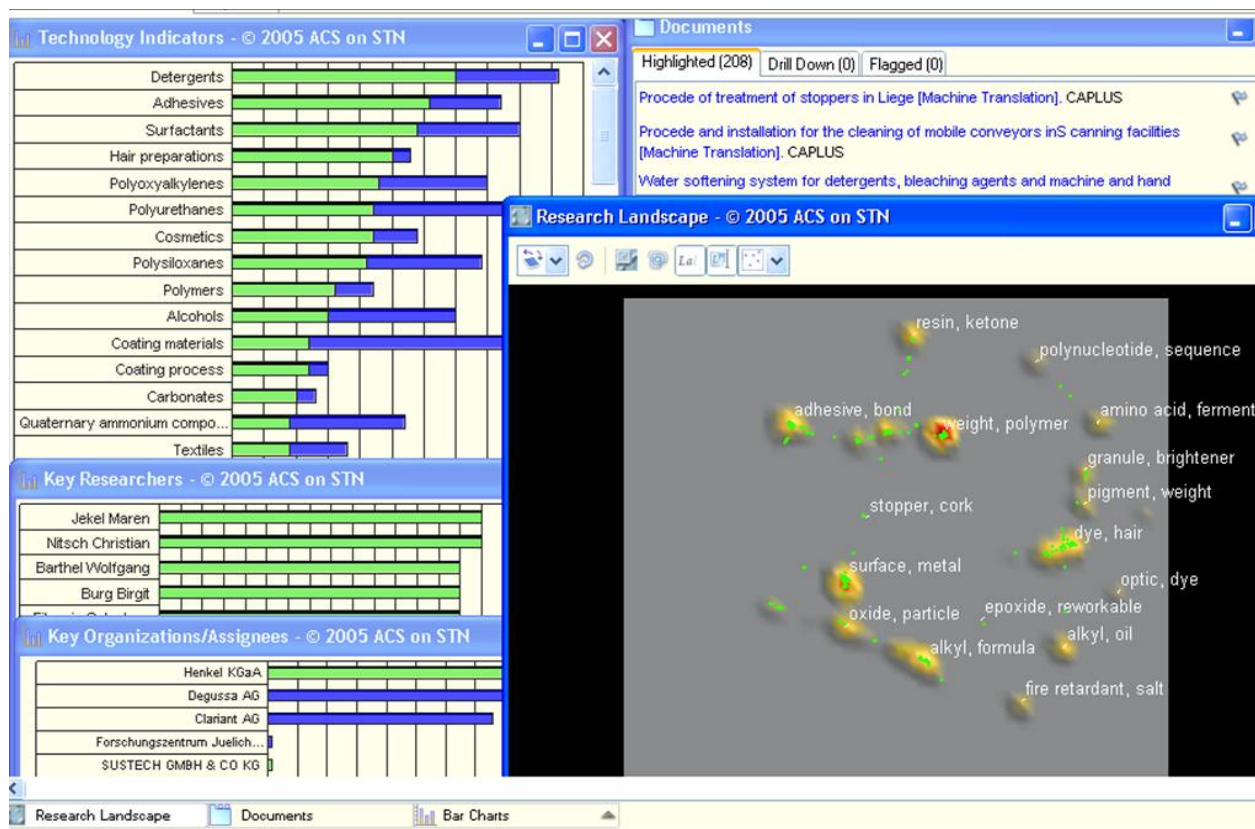 Technology Indicators - © 2005 ACS on STN
Detergents
Adhesives
Surfactants
Hair preparations
Polyoxyalkylenes
Polyurethanes
Cosmetics
Polysiloxanes
Polymers
Alcohols
Coating materials
Coating process
Carbonates
Quaternary ammonium compo...
Textiles
Key Researchers - © 2005 ACS on STN
Jekel Maren
Nitsch Christian
Barthel Wolfgang
Burg Birgit
Key Organizations/Assignees - © 2005 ACS on STN
Henkel KGaA
Degussa AG
Clariant AG
Forschungszentrum Juelich...
SUSTECH GMBH & CO KG
Documents
Highlighted (208) Drill Down (0) Flagged (0)
Procede of treatment of stoppers in Liege [Machine Translation]. CAPLUS
Procede and installation for the cleaning of mobile conveyors inS canning facilities
[Machine Translation]. CAPLUS
Water softening system for detergents, bleaching agents and machine and hand
Research Landscape - © 2005 ACS on STN
resin, ketone
polynucleotide, sequence
adhesive, bond
weight, polymer
amino acid, ferment
granule, brightener
pigment, weight
stopper, cork
dye, hair
surface, metal
optic, dye
oxide, particle
epoxide, reworkable
alkyl, oil
alkyl, formula
fire retardant, salt
Research Landscape Documents Bar Charts